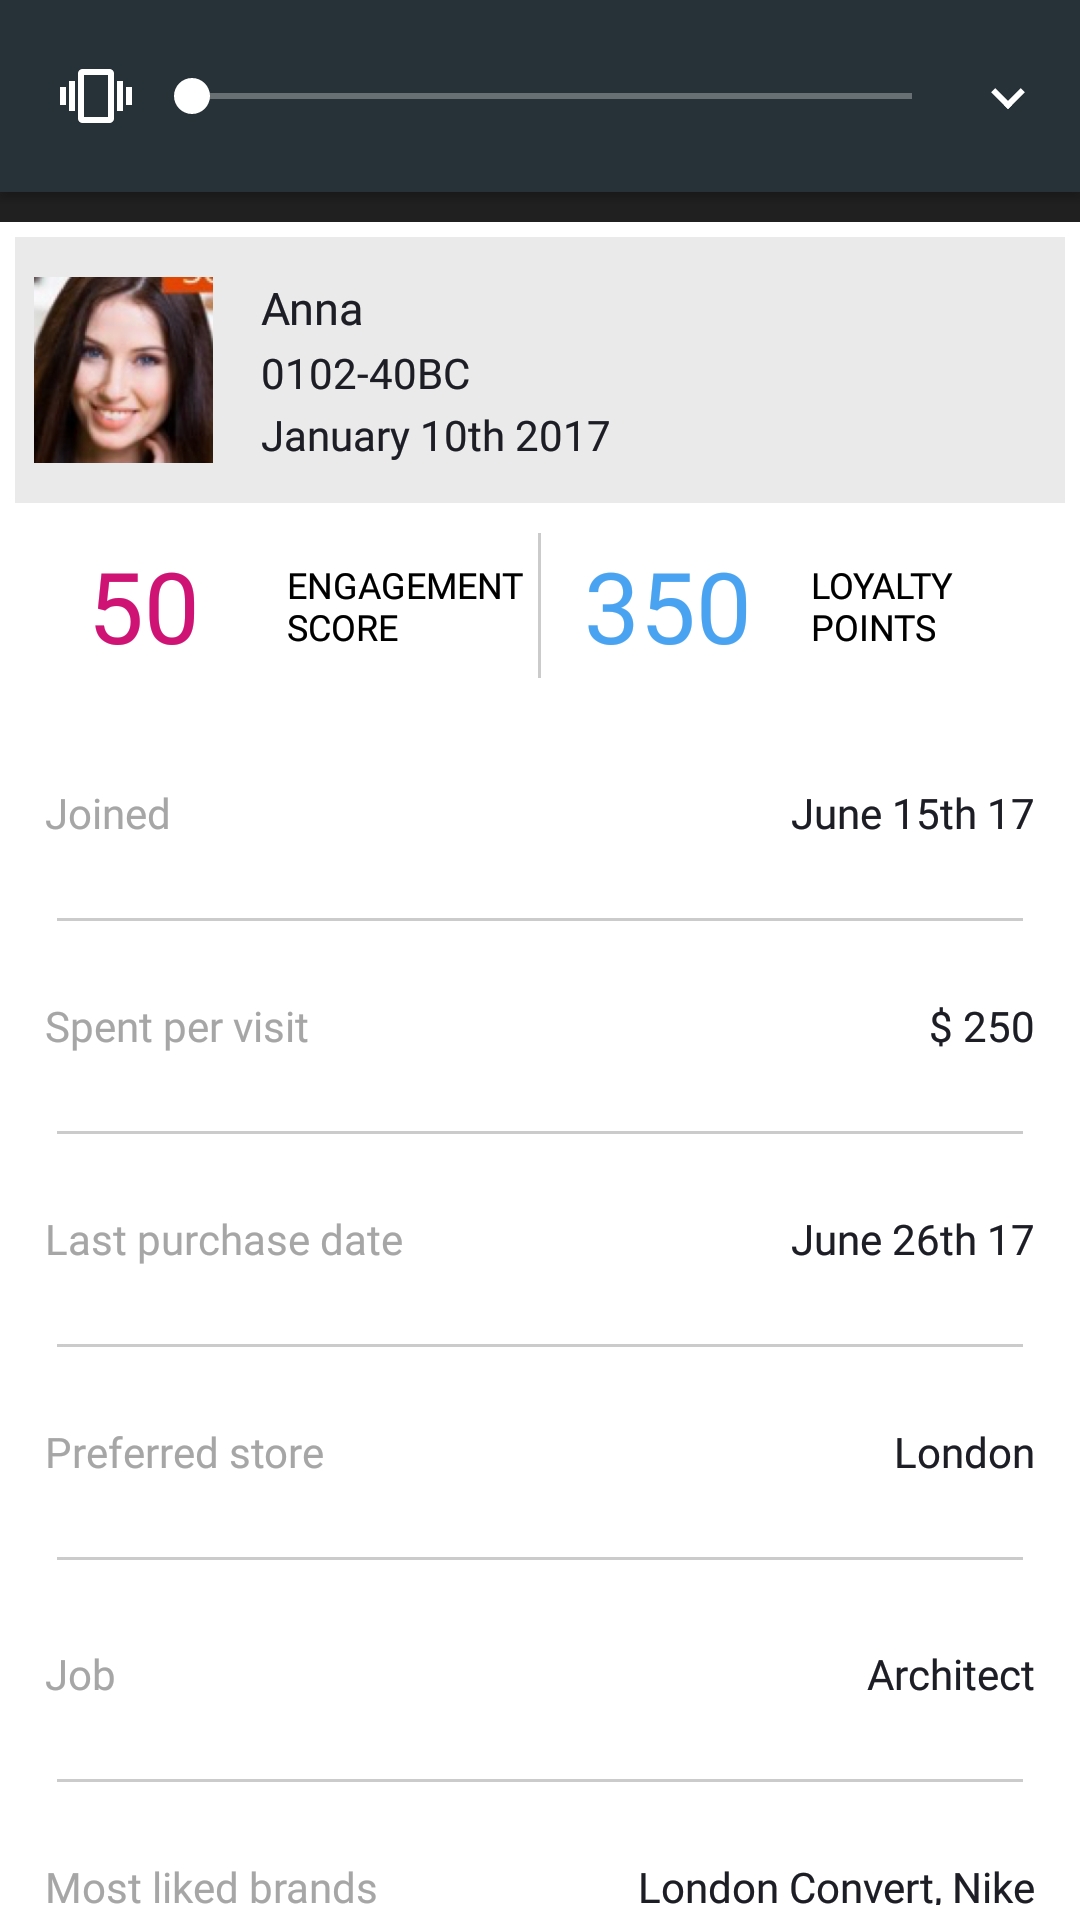 Anna
0102-40BC
January 10th 2017
50 ENGAGEMENT SCORE
350 LOYALTY POINTS
Joined June 15th 17
Spent per visit $ 250
Last purchase date June 26th 17
Preferred store London
Job Architect
Most liked brands London Convert, Nike